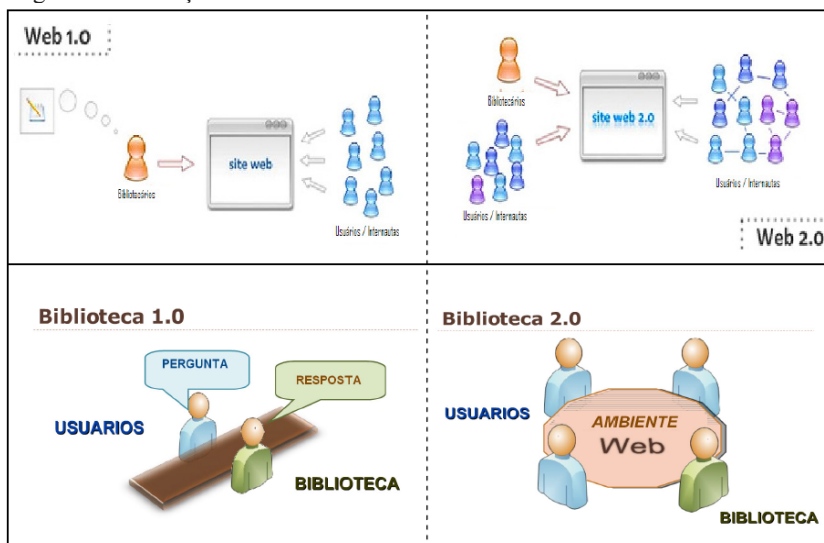 Web 1.0
Bibliotecários
site web
Usuários / Internautas
Bibliotecários
site web 2.0
Usuários / Internautas
Usuários / Internautas
Web 2.0
Biblioteca 1.0
PERGUNTA
RESPOSTA
USUARIOS
BIBLIOTECA
Biblioteca 2.0
USUARIOS
AMBIENTE
Web
BIBLIOTECA